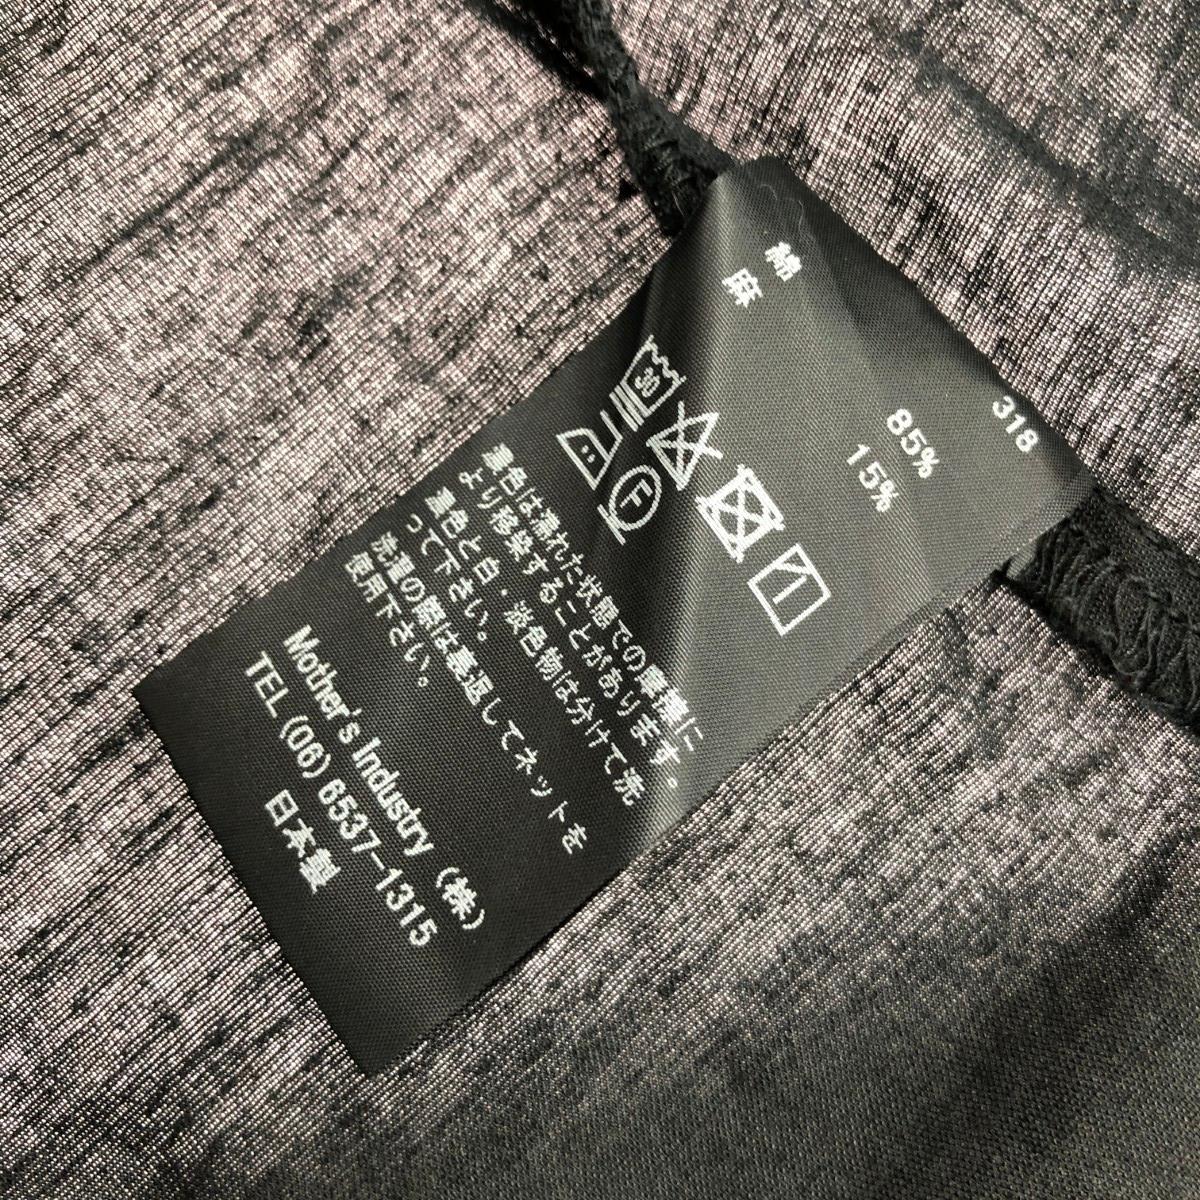 318
綿 85%
麻 15%
30
F
濃色は濡れた状態での摩擦に
より移染することがあります。
濃色と白・淡色物は分けて洗
って下さい。
洗濯の際は裏返してネットを
使用下さい。
Mother's Industry (株)
TEL (06) 6537-1315
日本製